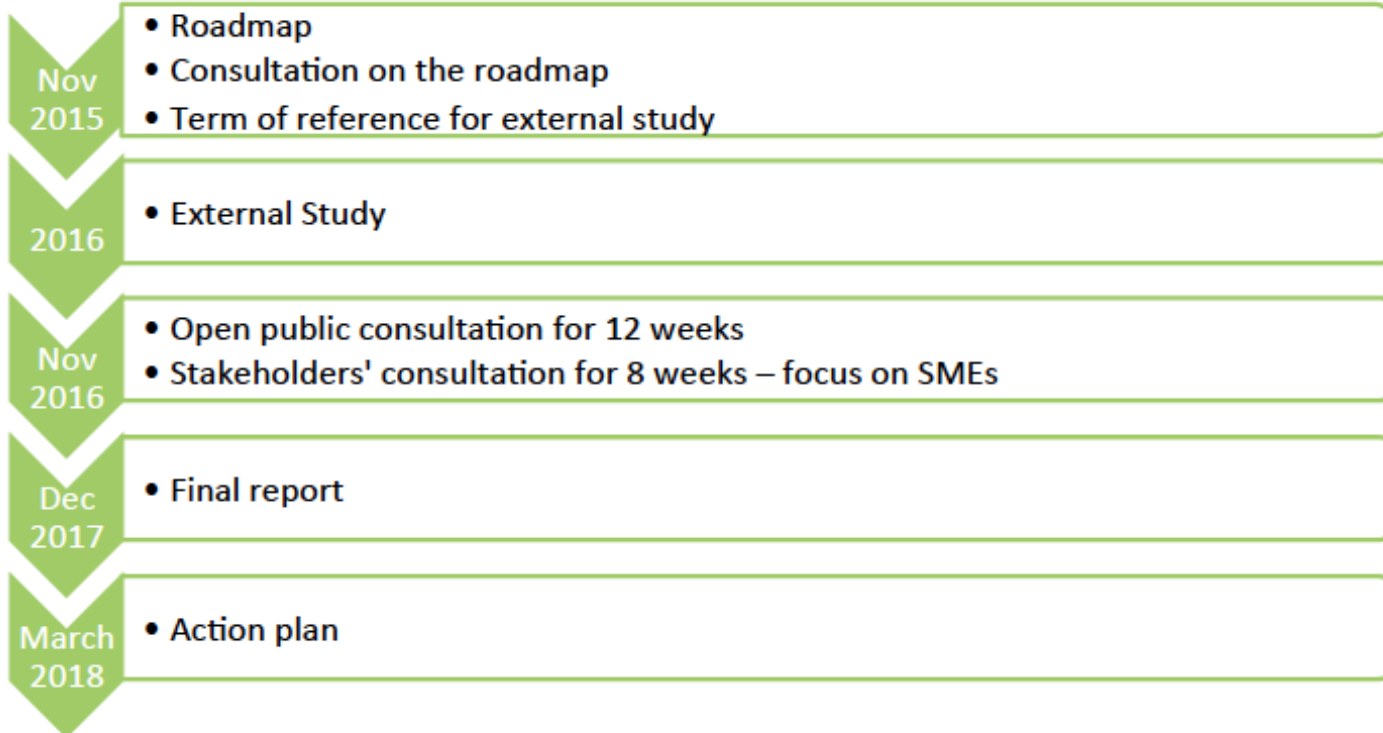 Nov
2015
• Roadmap
• Consultation on the roadmap
• Term of reference for external study
2016
• External Study
Nov
2016
• Open public consultation for 12 weeks
• Stakeholders' consultation for 8 weeks – focus on SMEs
Dec
2017
• Final report
March
2018
• Action plan